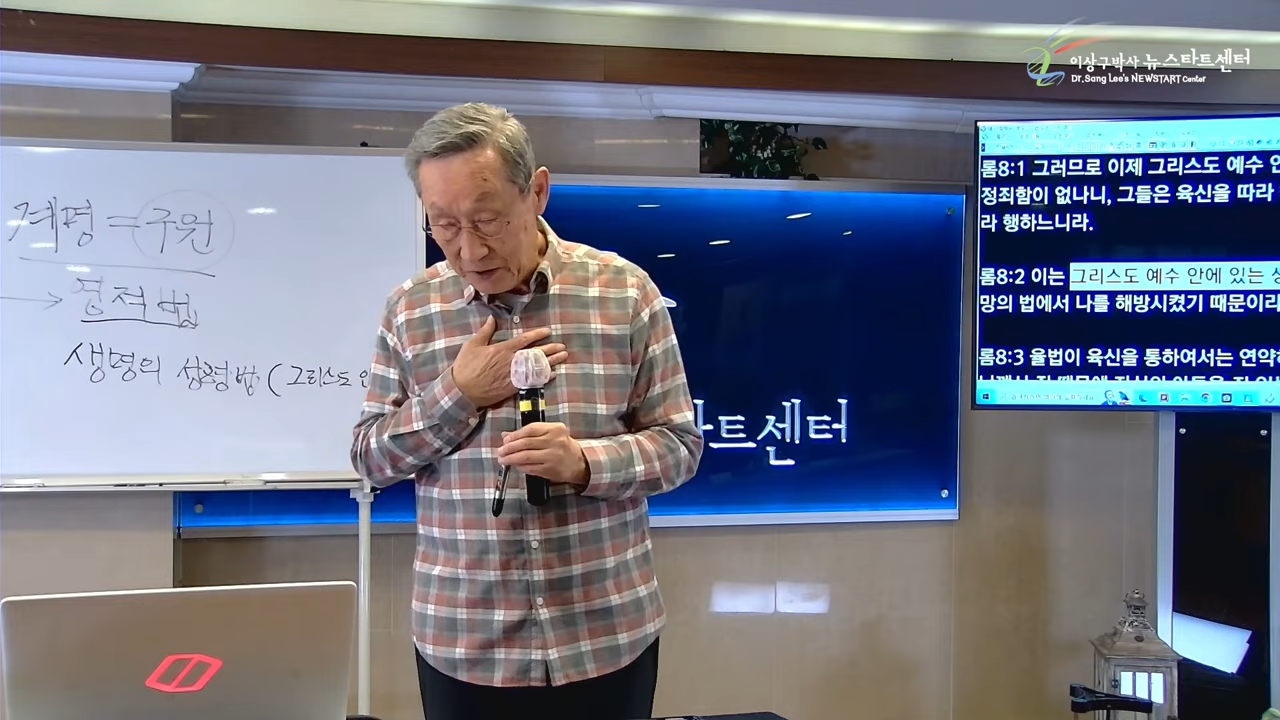 이상구박사 뉴스타트센터
Dr. Sang Lee's NEWSTART Center
계명 = 구원
→ 정적법
생명의 성령법 (그리스도 안
타트센터
롬8:1 그러므로 이제 그리스도 예수 안
정죄함이 없나니, 그들은 육신을 따라
라 행하느니라.
롬8:2 이는 그리스도 예수 안에 있는 생
망의 법에서 나를 해방시켰기 때문이라
롬8:3 율법이 육신을 통하여서는 연약하